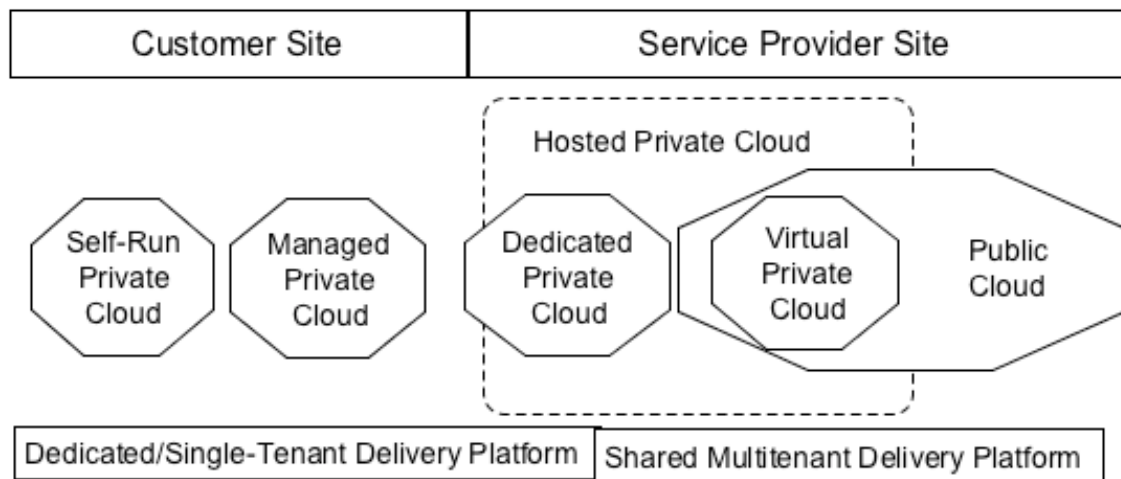 Customer Site
Service Provider Site
Hosted Private Cloud
Self-Run
Private
Cloud
Managed
Private
Cloud
Dedicated
Private
Cloud
Virtual
Private
Cloud
Public
Cloud
Dedicated/Single-Tenant Delivery Platform
Shared Multitenant Delivery Platform